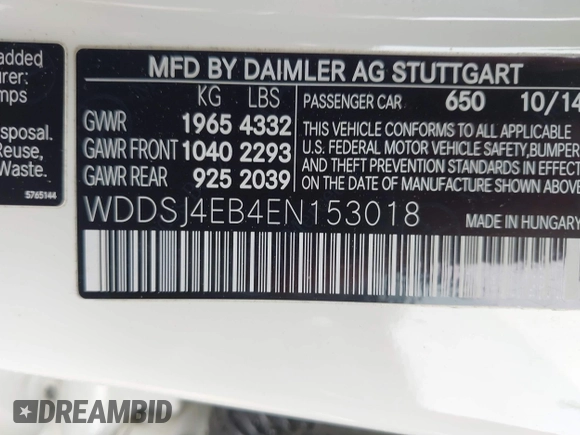 added
urer:
mps
sposal.
Reuse,
Waste.
5765144
MFD BY DAIMLER AG STUTTGART
KG LBS
GWR 1965 4332
GAWR FRONT 1040 2293
GAWR REAR 925 2039
PASSENGER CAR 650 10/14
THIS VEHICLE CONFORMS TO ALL APPLICABLE
U.S. FEDERAL MOTOR VEHICLE SAFETY, BUMPER
AND THEFT PREVENTION STANDARDS IN EFFECT
ON THE DATE OF MANUFACTURE SHOWN ABOVE.
WDDSJ4EB4EN153018
MADE IN HUNGARY
DREAMBID